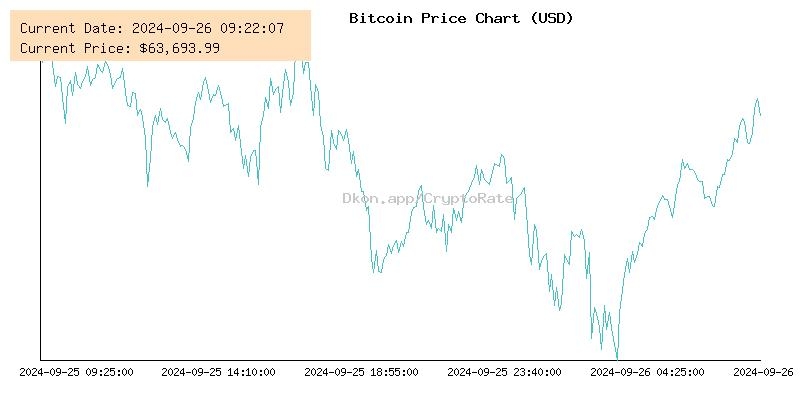 Bitcoin Price Chart (USD)
Current Date: 2024-09-26 09:22:07
Current Price: $63,693.99
Dkon.app/CryptoRate
2024-09-25 09:25:00 2024-09-25 14:10:00 2024-09-25 18:55:00 2024-09-25 23:40:00 2024-09-26 04:25:00 2024-09-26